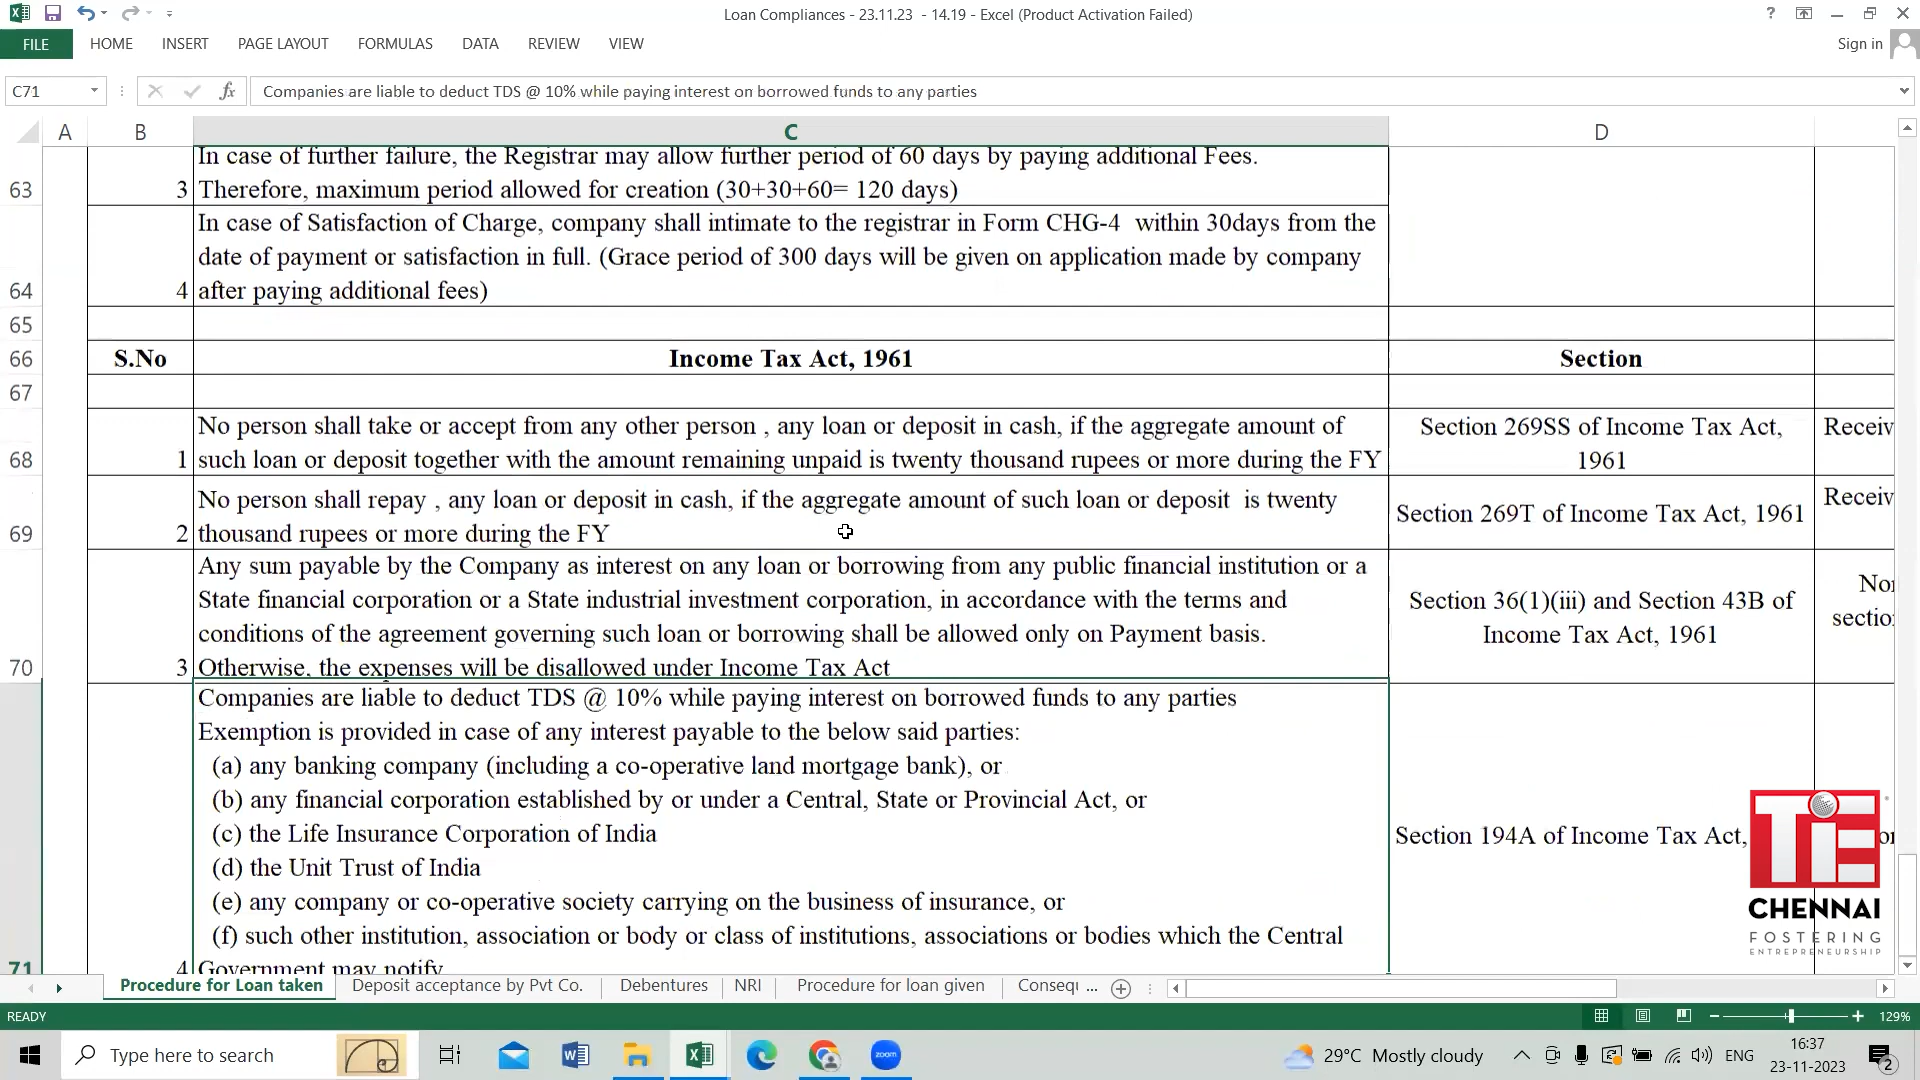 Loan Compliances - 23.11.23 - 14.19 - Excel (Product Activation Failed)
FILE HOME INSERT PAGE LAYOUT FORMULAS DATA REVIEW VIEW Sign in
C71 fx Companies are liable to deduct TDS @ 10% while paying interest on borrowed funds to any parties
A B C D
In case of further failure, the Registrar may allow further period of 60 days by paying additional Fees.
63 3 Therefore, maximum period allowed for creation (30+30+60= 120 days)
In case of Satisfaction of Charge, company shall intimate to the registrar in Form CHG-4 within 30days from the
date of payment or satisfaction in full. (Grace period of 300 days will be given on application made by company
64 4 after paying additional fees)
65
66 S.No Income Tax Act, 1961 Section
67
No person shall take or accept from any other person , any loan or deposit in cash, if the aggregate amount of
68 1 such loan or deposit together with the amount remaining unpaid is twenty thousand rupees or more during the FY
Section 269SS of Income Tax Act,
1961
Receiv
No person shall repay , any loan or deposit in cash, if the aggregate amount of such loan or deposit is twenty
69 2 thousand rupees or more during the FY
Section 269T of Income Tax Act, 1961
Receiv
Any sum payable by the Company as interest on any loan or borrowing from any public financial institution or a
State financial corporation or a State industrial investment corporation, in accordance with the terms and
conditions of the agreement governing such loan or borrowing shall be allowed only on Payment basis.
70 3 Otherwise, the expenses will be disallowed under Income Tax Act
Section 36(1)(iii) and Section 43B of
Income Tax Act, 1961
sectio
Companies are liable to deduct TDS @ 10% while paying interest on borrowed funds to any parties
Exemption is provided in case of any interest payable to the below said parties:
(a) any banking company (including a co-operative land mortgage bank), or
(b) any financial corporation established by or under a Central, State or Provincial Act, or
(c) the Life Insurance Corporation of India
(d) the Unit Trust of India
(e) any company or co-operative society carrying on the business of insurance, or
(f) such other institution, association or body or class of institutions, associations or bodies which the Central
71 4 Government may notify
Section 194A of Income Tax Act,
TiE
CHENNAI
FOSTERING
ENTREPRENEURSHIP
Procedure for Loan taken Deposit acceptance by Pvt Co. Debentures NRI Procedure for loan given Consequ ...
READY 129%
Type here to search zoom 29°C Mostly cloudy ENG 16:37
23-11-2023 2